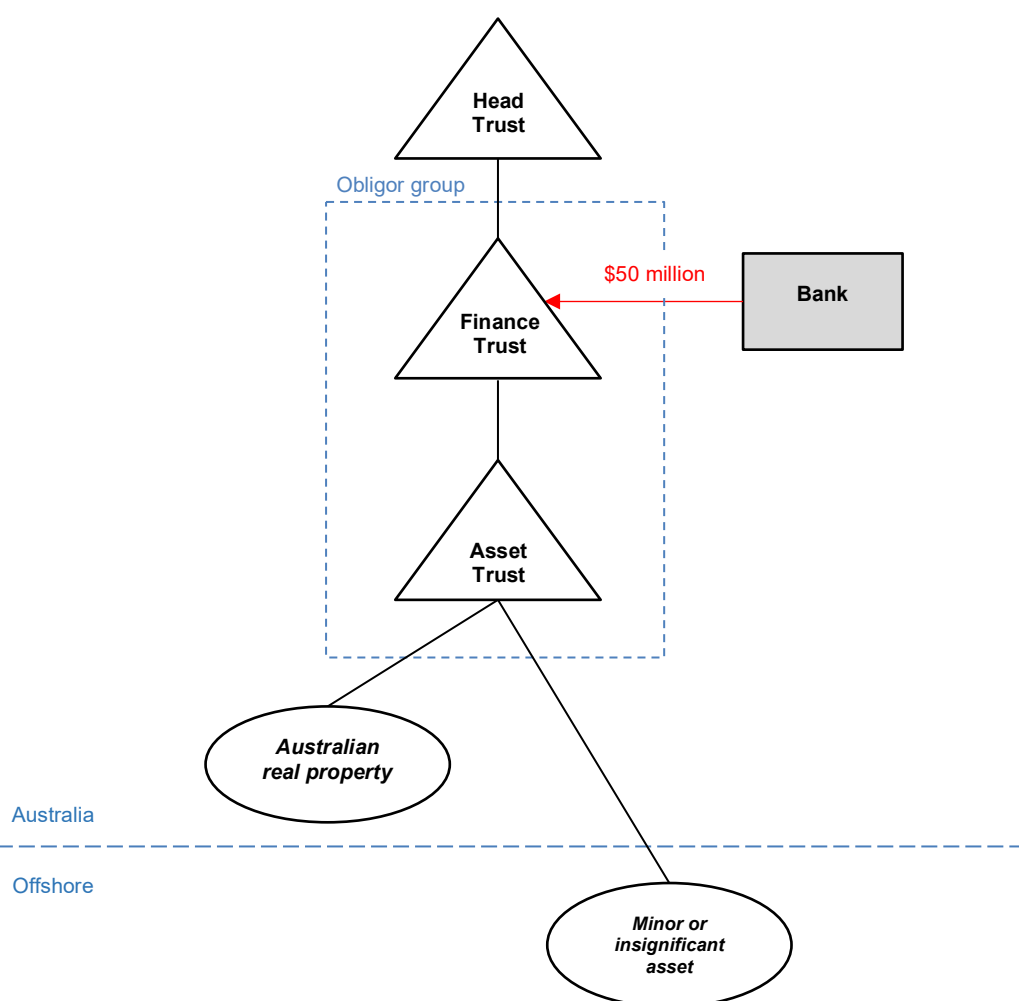 Head
Trust
Obligor group
$50 million
Bank
Finance
Trust
Asset
Trust
Australian
real property
Australia
Offshore
Minor or
insignificant
asset